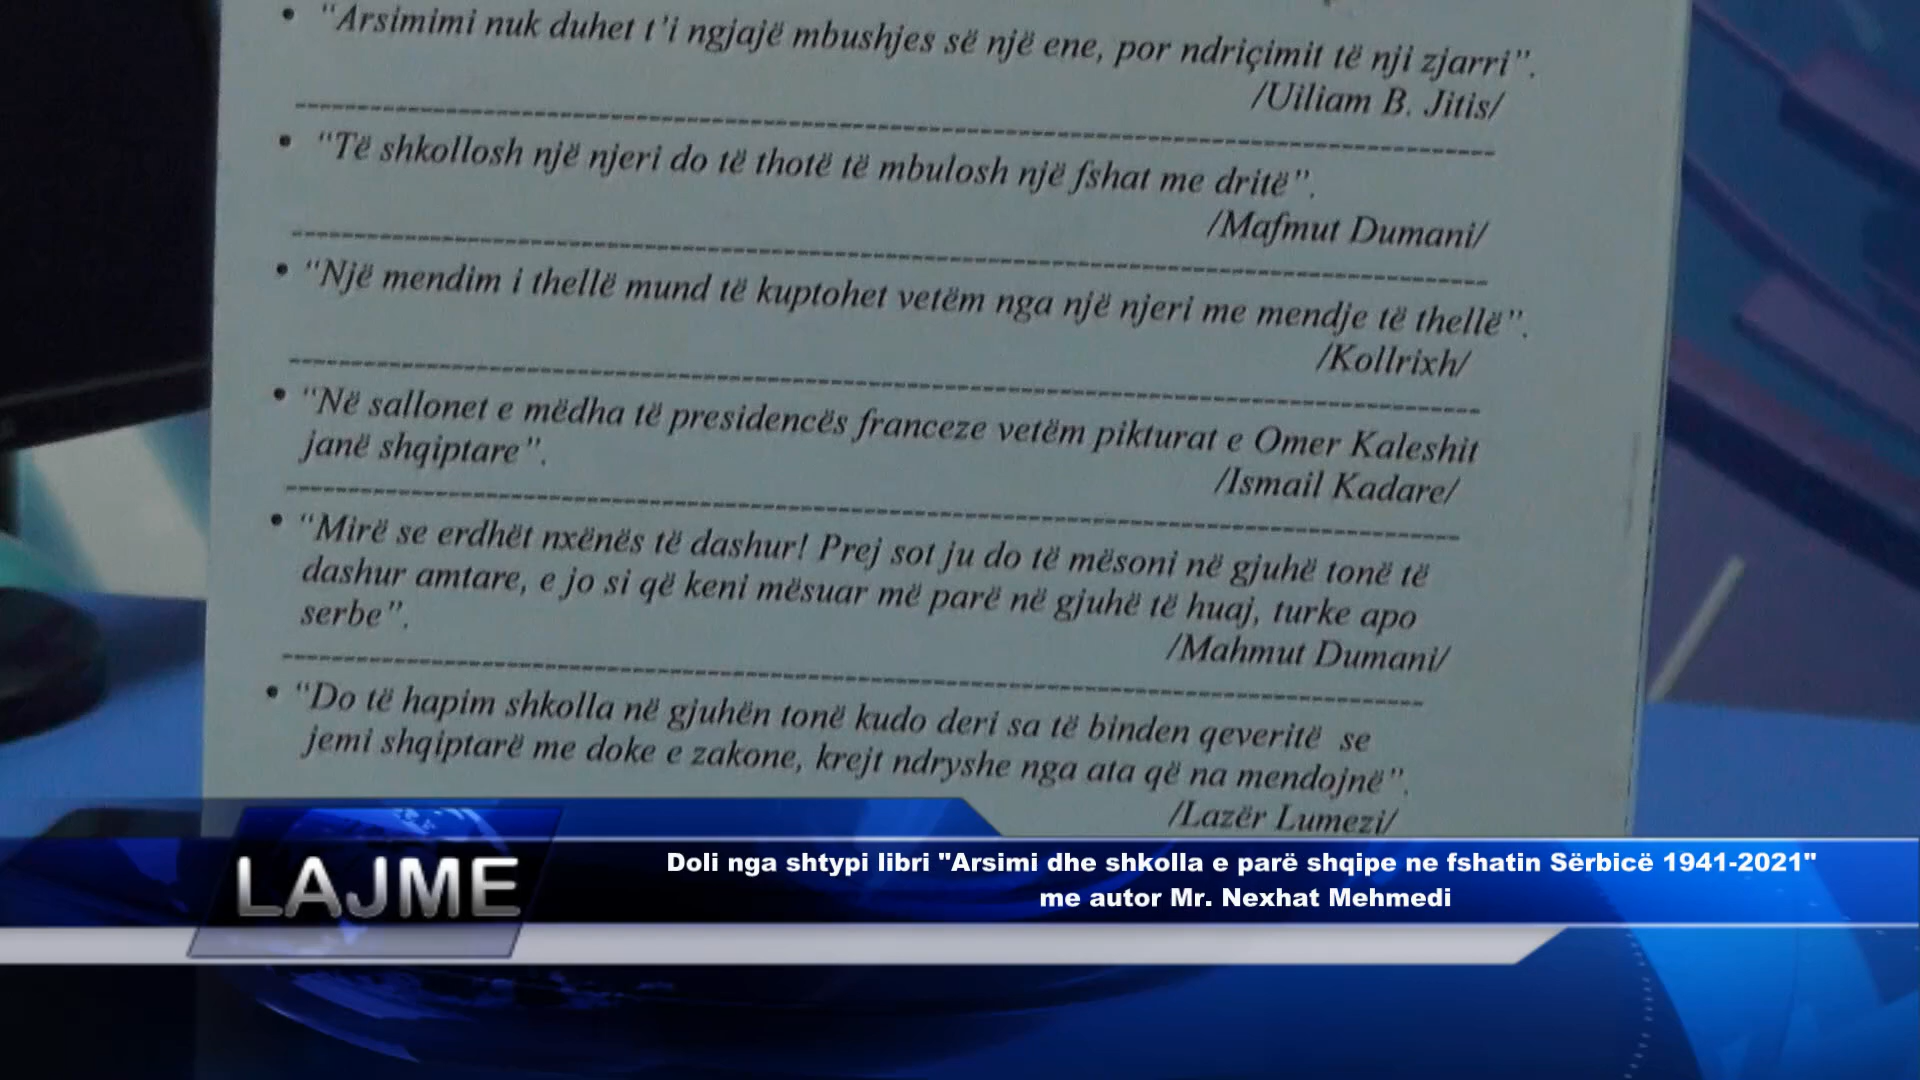 • "Arsimimi nuk duhet t'i ngjajë mbushjes së një ene, por ndriçimit të nji zjarri".
/Uiliam B. Jitis/
• "Të shkollosh një njeri do të thotë të mbulosh një fshat me dritë".
/Mafmut Dumani/
• "Një mendim i thellë mund të kuptohet vetëm nga një njeri me mendje të thellë".
/Kollrixh/
• "Në sallonet e mëdha të presidencës franceze vetëm pikturat e Omer Kaleshit
janë shqiptare".
/Ismail Kadare/
• "Mirë se erdhët nxënës të dashur! Prej sot ju do të mësoni në gjuhë tonë të
dashur amtare, e jo si që keni mësuar më parë në gjuhë të huaj, turke apo
serbe".
/Mahmut Dumani/
• "Do të hapim shkolla në gjuhën tonë kudo deri sa të binden qeveritë se
jemi shqiptarë me doke e zakone, krejt ndryshe nga ata që na mendojnë".
/Lazër Lumezi/
LAJME
Doli nga shtypi libri "Arsimi dhe shkolla e parë shqipe ne fshatin Sërbicë 1941-2021"
me autor Mr. Nexhat Mehmedi